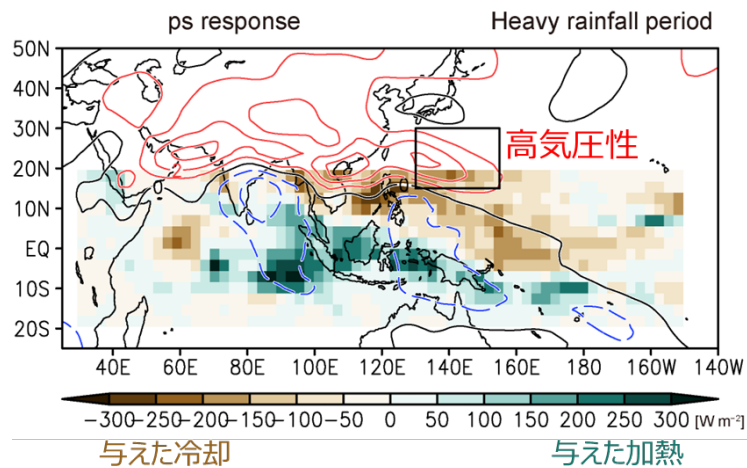 ps response Heavy rainfall period
50N
40N
30N
高気圧性
20N
10N
EQ
10S
20S
40E 60E 80E 100E 120E 140E 160E 180 160W 140W
-300 -250 -200 -150 -100 -50 0 50 100 150 200 250 300 [W m-2]
与えた冷却 与えた加熱